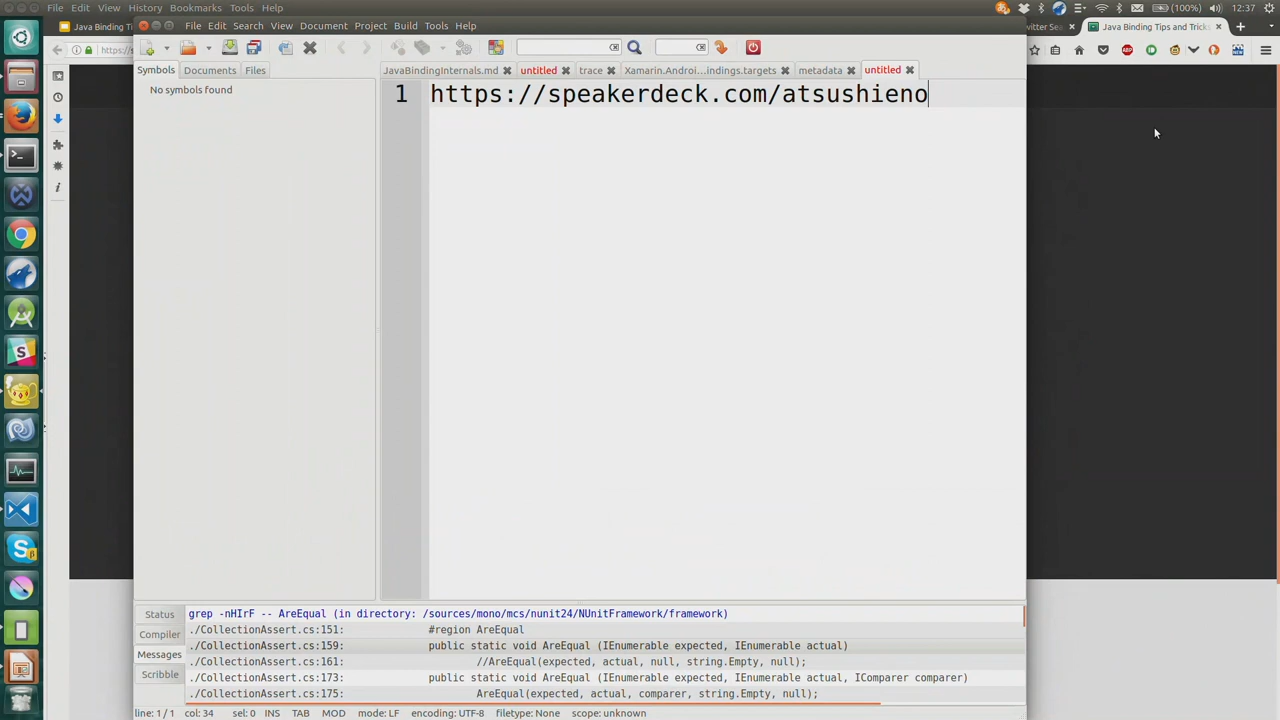 File Edit View History Bookmarks Tools Help
(100%) 12:37
Java Binding T
File Edit Search View Document Project Build Tools Help
Java Binding Tips and Trick
https://s
Symbols Documents Files
JavaBindingInternals.md untitled trace Xamarin.Androi...indings.targets metadata untitled
No symbols found
1 https://speakerdeck.com/atsushieno
Status
Compiler
Messages
Scribble
grep -nHIrF -- AreEqual (in directory: /sources/mono/mcs/nunit24/NUnitFramework/framework)
./CollectionAssert.cs:151: #region AreEqual
./CollectionAssert.cs:159: public static void AreEqual (IEnumerable expected, IEnumerable actual)
./CollectionAssert.cs:161: //AreEqual(expected, actual, null, string.Empty, null);
./CollectionAssert.cs:173: public static void AreEqual (IEnumerable expected, IEnumerable actual, IComparer comparer)
./CollectionAssert.cs:175: AreEqual(expected, actual, comparer, string.Empty, null);
line: 1 / 1 col: 34 sel: 0 INS TAB MOD mode: LF encoding: UTF-8 filetype: None scope: unknown